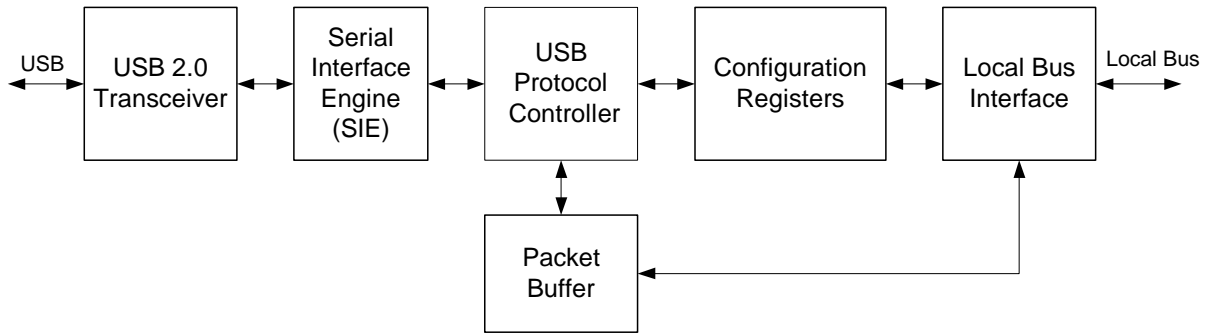 USB
USB 2.0
Transceiver
Serial
Interface
Engine
(SIE)
USB
Protocol
Controller
Configuration
Registers
Local Bus
Interface
Local Bus
Packet
Buffer